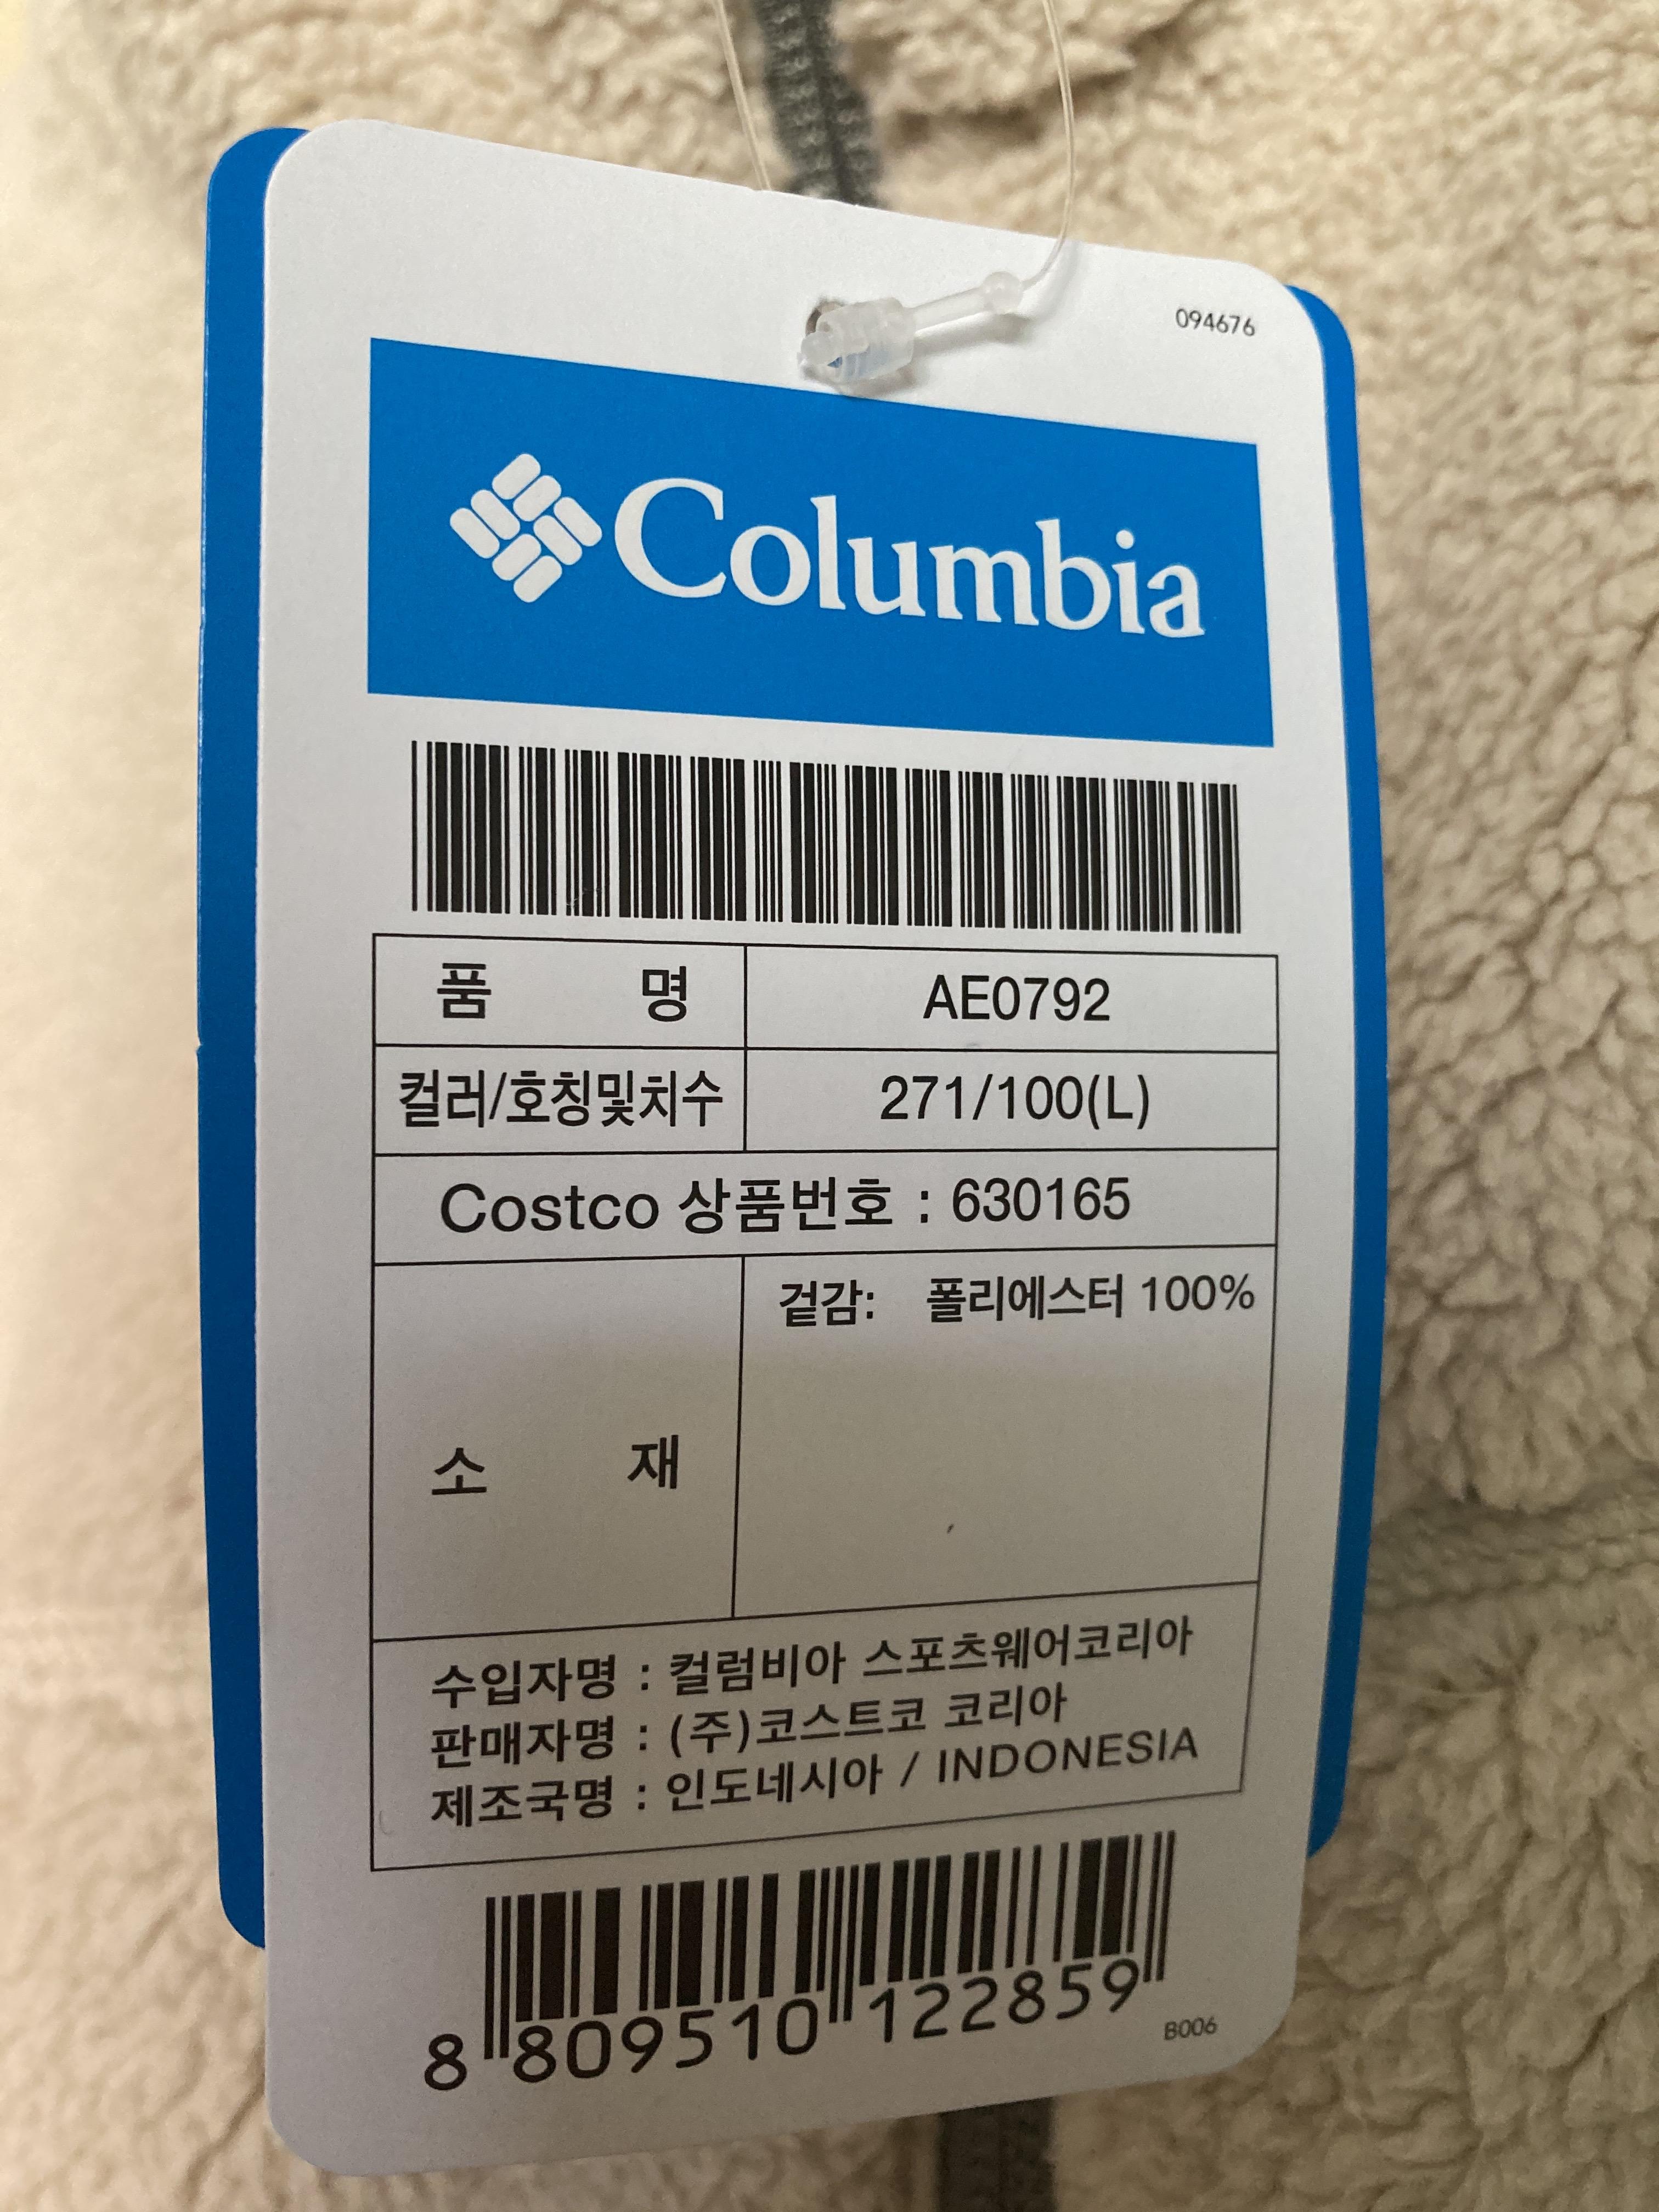 094676
Columbia
품 명 AE0792
컬러/호칭및치수 271/100(L)
Costco 상품번호 : 630165
겉감: 폴리에스터 100%
소 재
수입자명 : 컬럼비아 스포츠웨어코리아
판매자명 : (주)코스트코 코리아
제조국명 : 인도네시아 / INDONESIA
8 809510 122859
B006